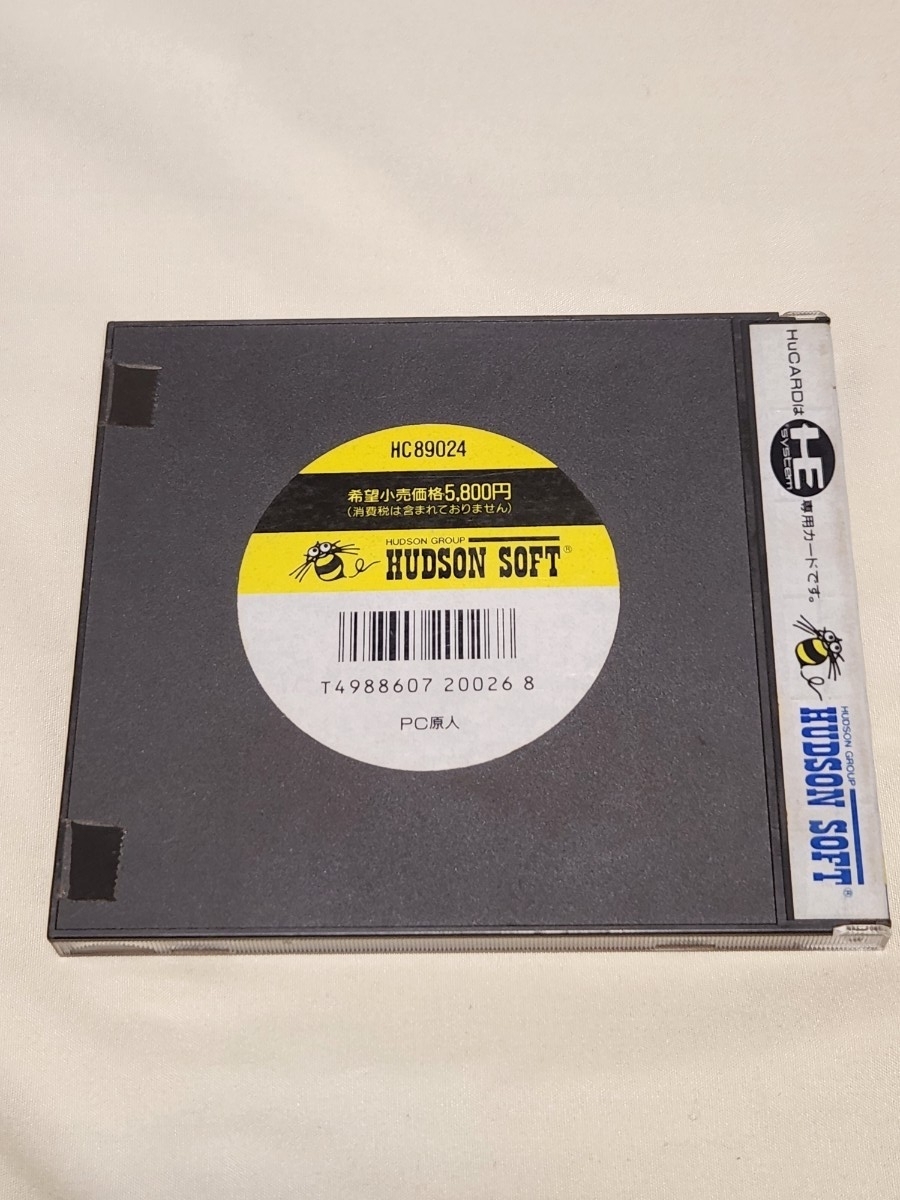 HC89024
希望小売価格5,800円
(消費税は含まれておりません)
HUDSON GROUP
HUDSON SOFT®
T4988607 20026 8
PC原人
HuCARDは
HE
system
専用カードです。
HUDSON GROUP
HUDSON SOFT®